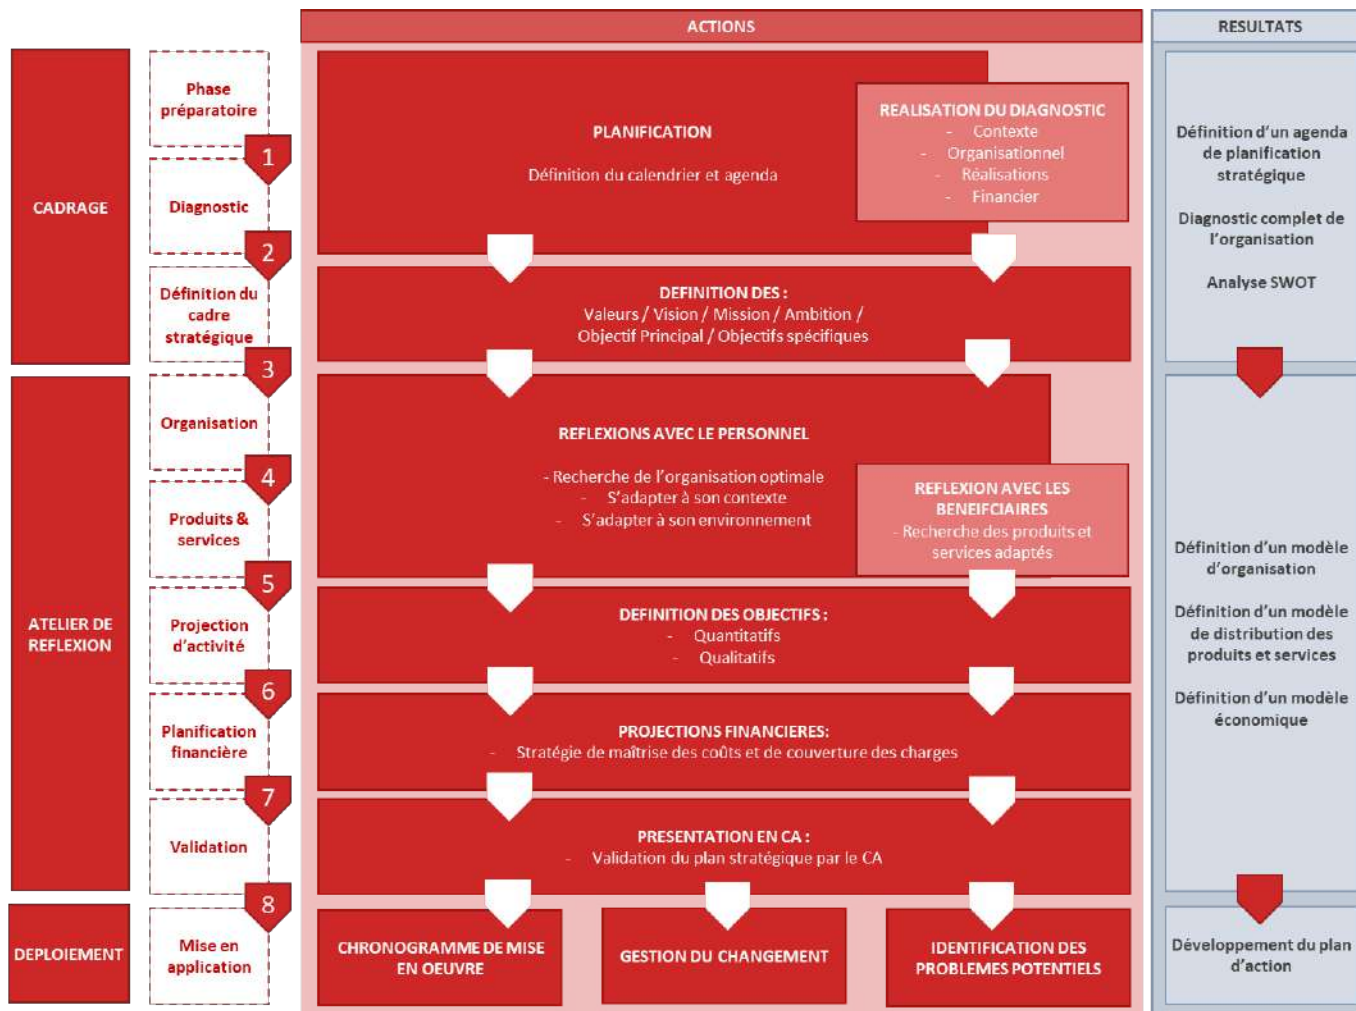 ACTIONS
RESULTATS
CADRAGE
Phase
préparatoire
1
Diagnostic
2
Définition du
cadre
stratégique
3
PLANIFICATION
Définition du calendrier et agenda
REALISATION DU DIAGNOSTIC
- Contexte
- Organisationnel
- Réalisations
- Financier
DEFINITION DES :
Valeurs / Vision / Mission / Ambition /
Objectif Principal / Objectifs spécifiques
Définition d'un agenda
de planification
stratégique
Diagnostic complet de
l'organisation
Analyse SWOT
ATELIER DE
REFLEXION
Organisation
4
Produits &
services
5
Projection
d'activité
6
Planification
financière
7
Validation
8
REFLEXIONS AVEC LE PERSONNEL
- Recherche de l'organisation optimale
- S'adapter à son contexte
- S'adapter à son environnement
REFLEXION AVEC LES
BENEIFCIAIRES
- Recherche des produits et
services adaptés
DEFINITION DES OBJECTIFS :
- Quantitatifs
- Qualitatifs
PROJECTIONS FINANCIERES:
- Stratégie de maîtrise des coûts et de couverture des charges
PRESENTATION EN CA :
- Validation du plan stratégique par le CA
Définition d'un modèle
d'organisation
Définition d'un modèle
de distribution des
produits et services
Définition d'un modèle
économique
DEPLOIEMENT
Mise en
application
CHRONOGRAMME DE MISE
EN OEUVRE
GESTION DU CHANGEMENT
IDENTIFICATION DES
PROBLEMES POTENTIELS
Développement du plan
d'action